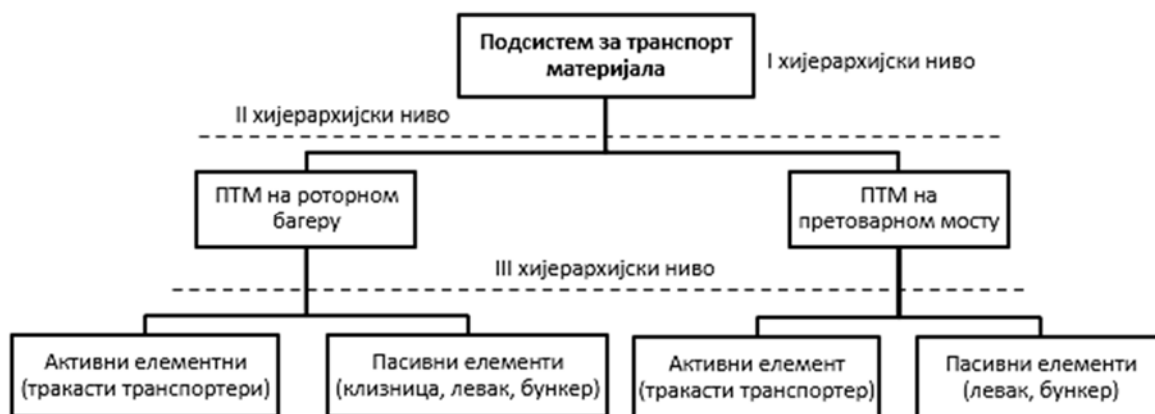 Подсистем за транспорт
материјала
I хијерархијски ниво
II хијерархијски ниво
ПТМ на роторном
багеру
ПТМ на
претоварном мосту
III хијерархијски ниво
Активни елементни
(тракасти транспортери)
Пасивни елементи
(клизница, левак, бункер)
Активни елемент
(тракасти транспортер)
Пасивни елементи
(левак, бункер)